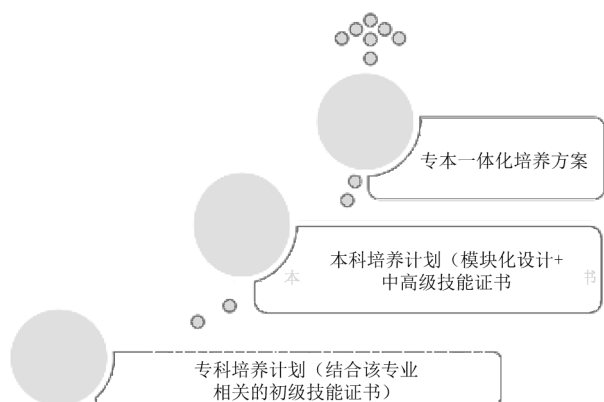 专本一体化培养方案
本科培养计划（模块化设计+
中高级技能证书
本 书
专科培养计划（结合该专业
相关的初级技能证书）